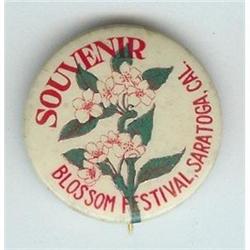 SOUVENIR
BLOSSOM FESTIVAL, SARATOGA, CAL.